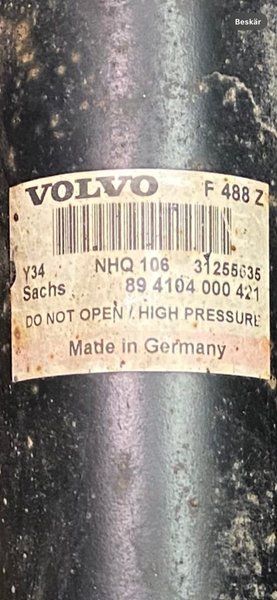 Beskär
VOLVO F 488 Z
Y34 NHQ 106 31255635
Sachs 89 4104 000 421
DO NOT OPEN / HIGH PRESSURE
Made in Germany